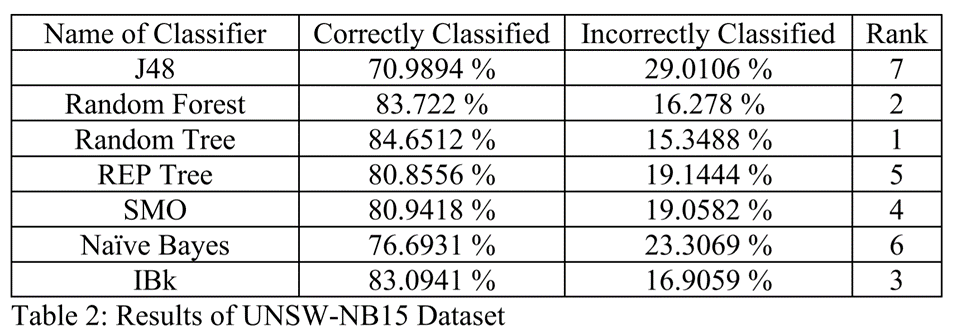 Name of Classifier Correctly Classified Incorrectly Classified Rank
J48 70.9894 % 29.0106 % 7
Random Forest 83.722 % 16.278 % 2
Random Tree 84.6512 % 15.3488 % 1
REP Tree 80.8556 % 19.1444 % 5
SMO 80.9418 % 19.0582 % 4
Naïve Bayes 76.6931 % 23.3069 % 6
IBk 83.0941 % 16.9059 % 3
Table 2: Results of UNSW-NB15 Dataset